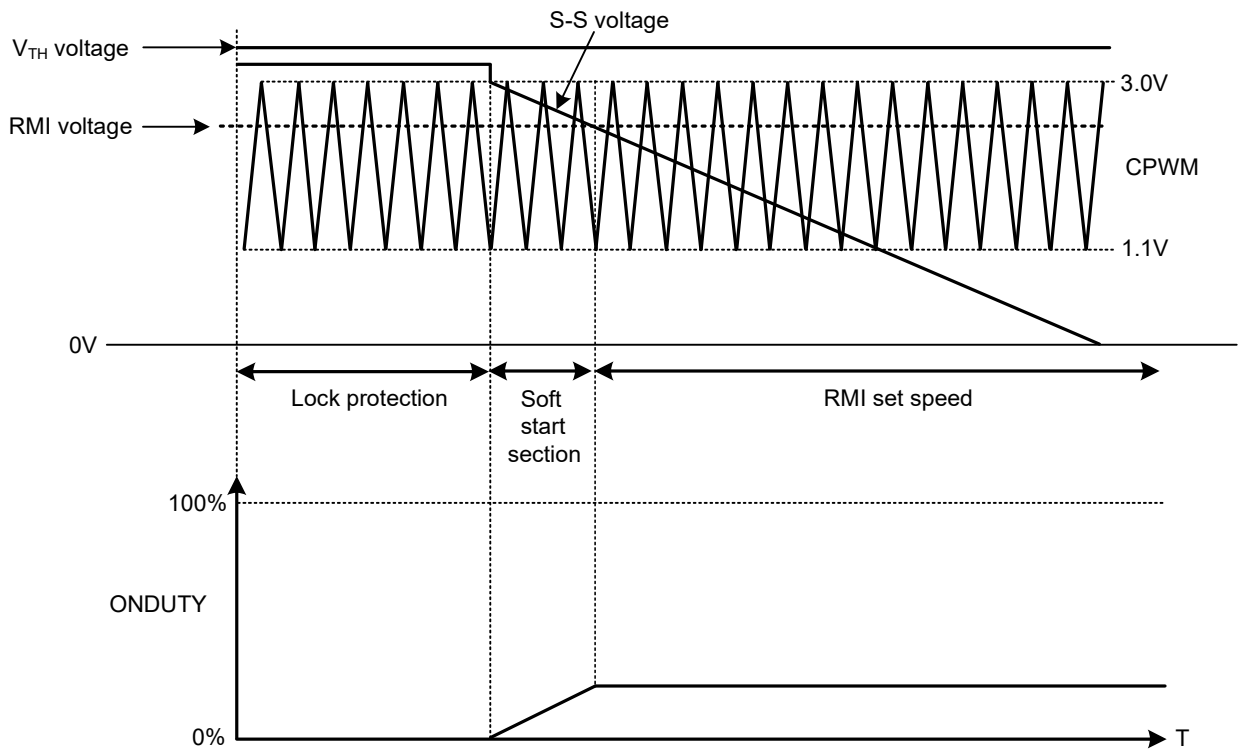 S-S voltage
V_TH voltage
3.0V
RMI voltage
CPWM
1.1V
0V
Lock protection
Soft
start
section
RMI set speed
100%
ONDUTY
0%
T